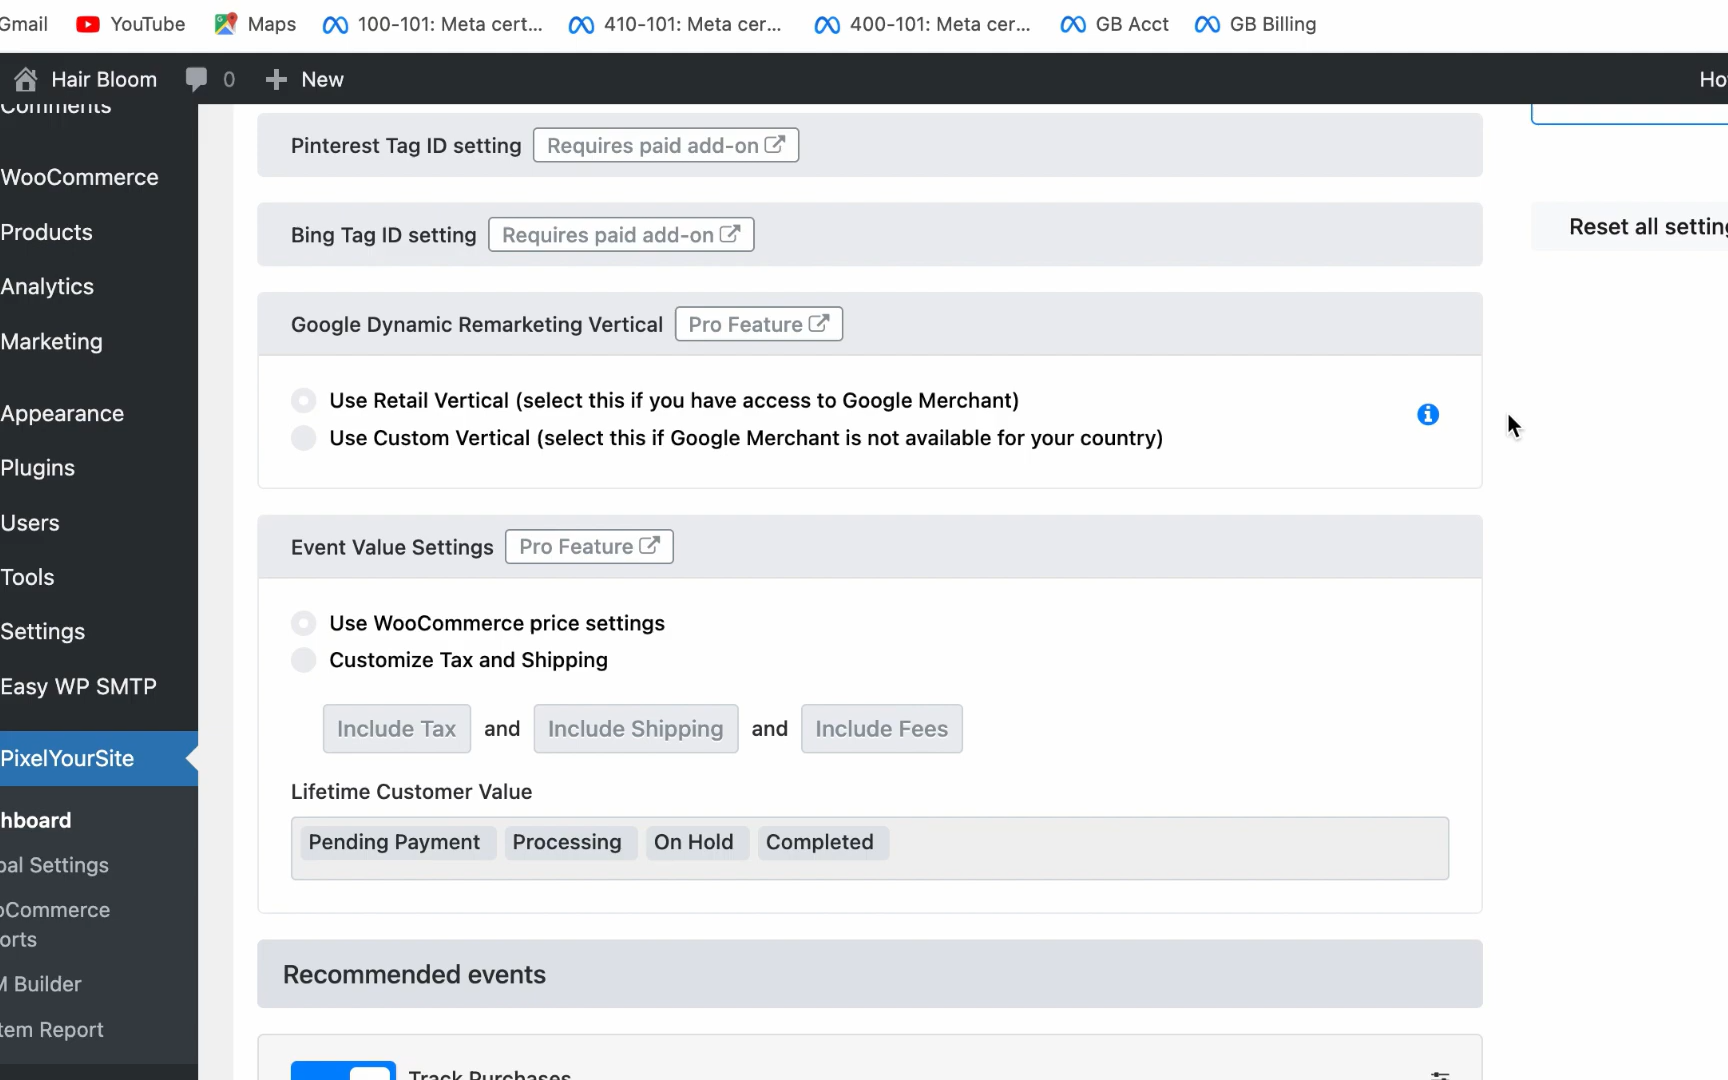 Gmail
YouTube
Maps
100-101: Meta cert...
410-101: Meta cer...
400-101: Meta cer...
GB Acct
GB Billing
Hair Bloom
0
New
Ho
Comments
WooCommerce
Products
Analytics
Marketing
Appearance
Plugins
Users
Tools
Settings
Easy WP SMTP
PixelYourSite
hboard
bal Settings
oCommerce
orts
M Builder
tem Report
Pinterest Tag ID setting Requires paid add-on
Bing Tag ID setting Requires paid add-on
Google Dynamic Remarketing Vertical Pro Feature
Use Retail Vertical (select this if you have access to Google Merchant)
Use Custom Vertical (select this if Google Merchant is not available for your country)
Event Value Settings Pro Feature
Use WooCommerce price settings
Customize Tax and Shipping
Include Tax and Include Shipping and Include Fees
Lifetime Customer Value
Pending Payment Processing On Hold Completed
Recommended events
Track Purchases
Reset all setting